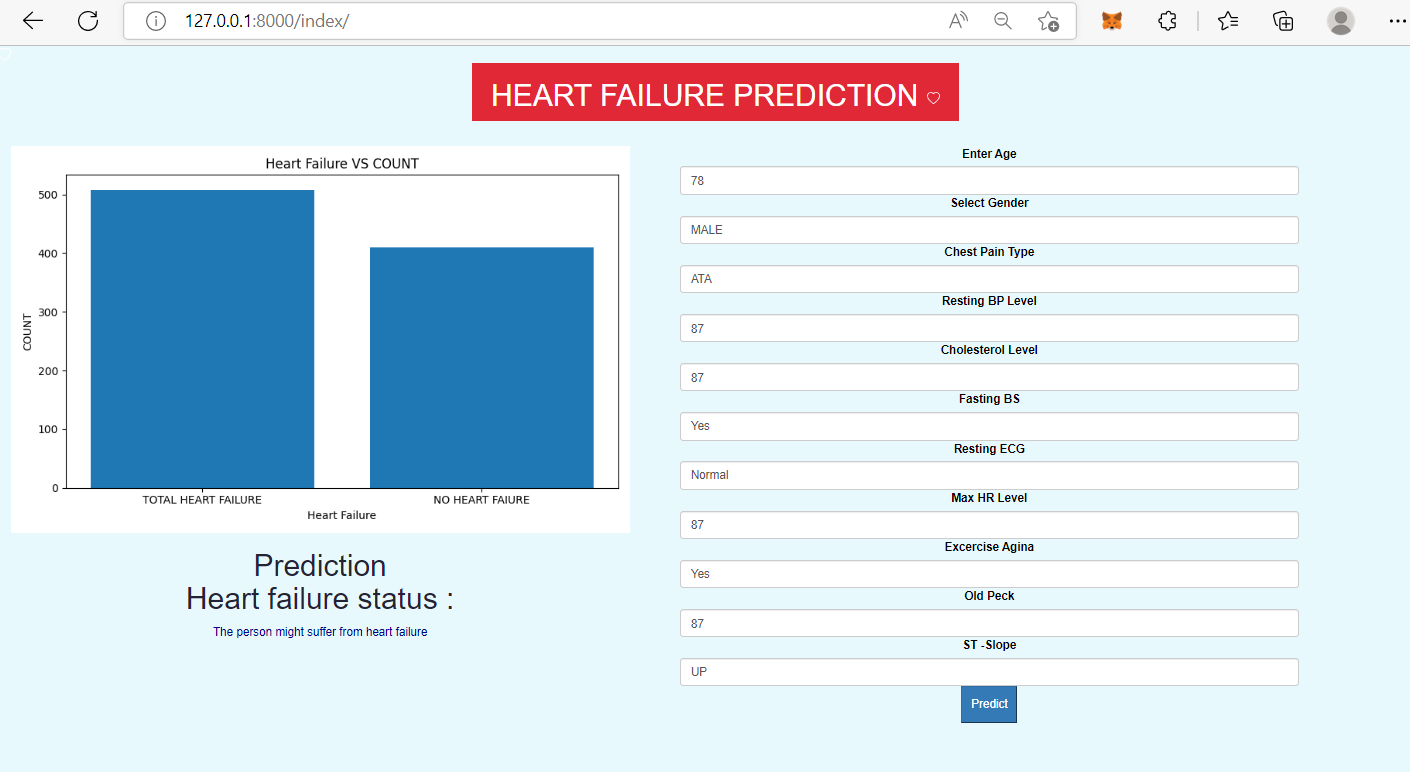 127.0.0.1:8000/index/
HEART FAILURE PREDICTION
Heart Failure VS COUNT
500
400
300
200
100
0
COUNT
TOTAL HEART FAILURE
NO HEART FAIURE
Heart Failure
Prediction
Heart failure status :
The person might suffer from heart failure
Enter Age
78
Select Gender
MALE
Chest Pain Type
ATA
Resting BP Level
87
Cholesterol Level
87
Fasting BS
Yes
Resting ECG
Normal
Max HR Level
87
Excercise Agina
Yes
Old Peck
87
ST -Slope
UP
Predict